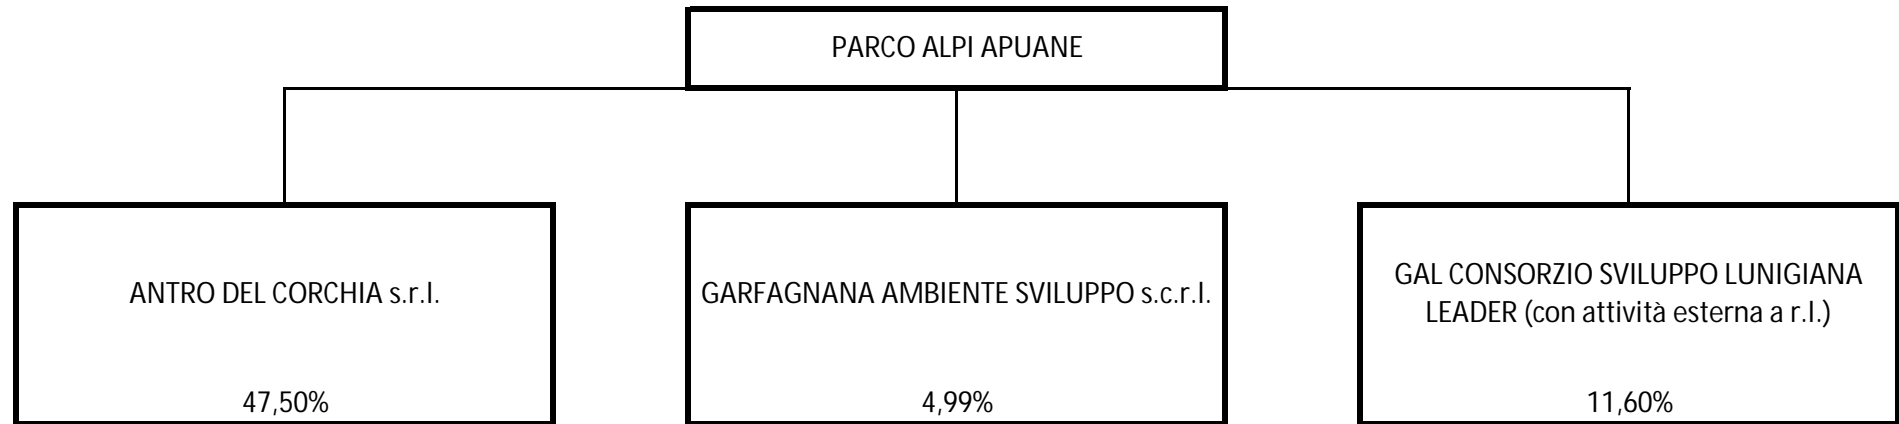 PARCO ALPI APUANE
ANTRO DEL CORCHIA s.r.l.
47,50%
GARFAGNANA AMBIENTE SVILUPPO s.c.r.l.
4,99%
GAL CONSORZIO SVILUPPO LUNIGIANA
LEADER (con attività esterna a r.l.)
11,60%